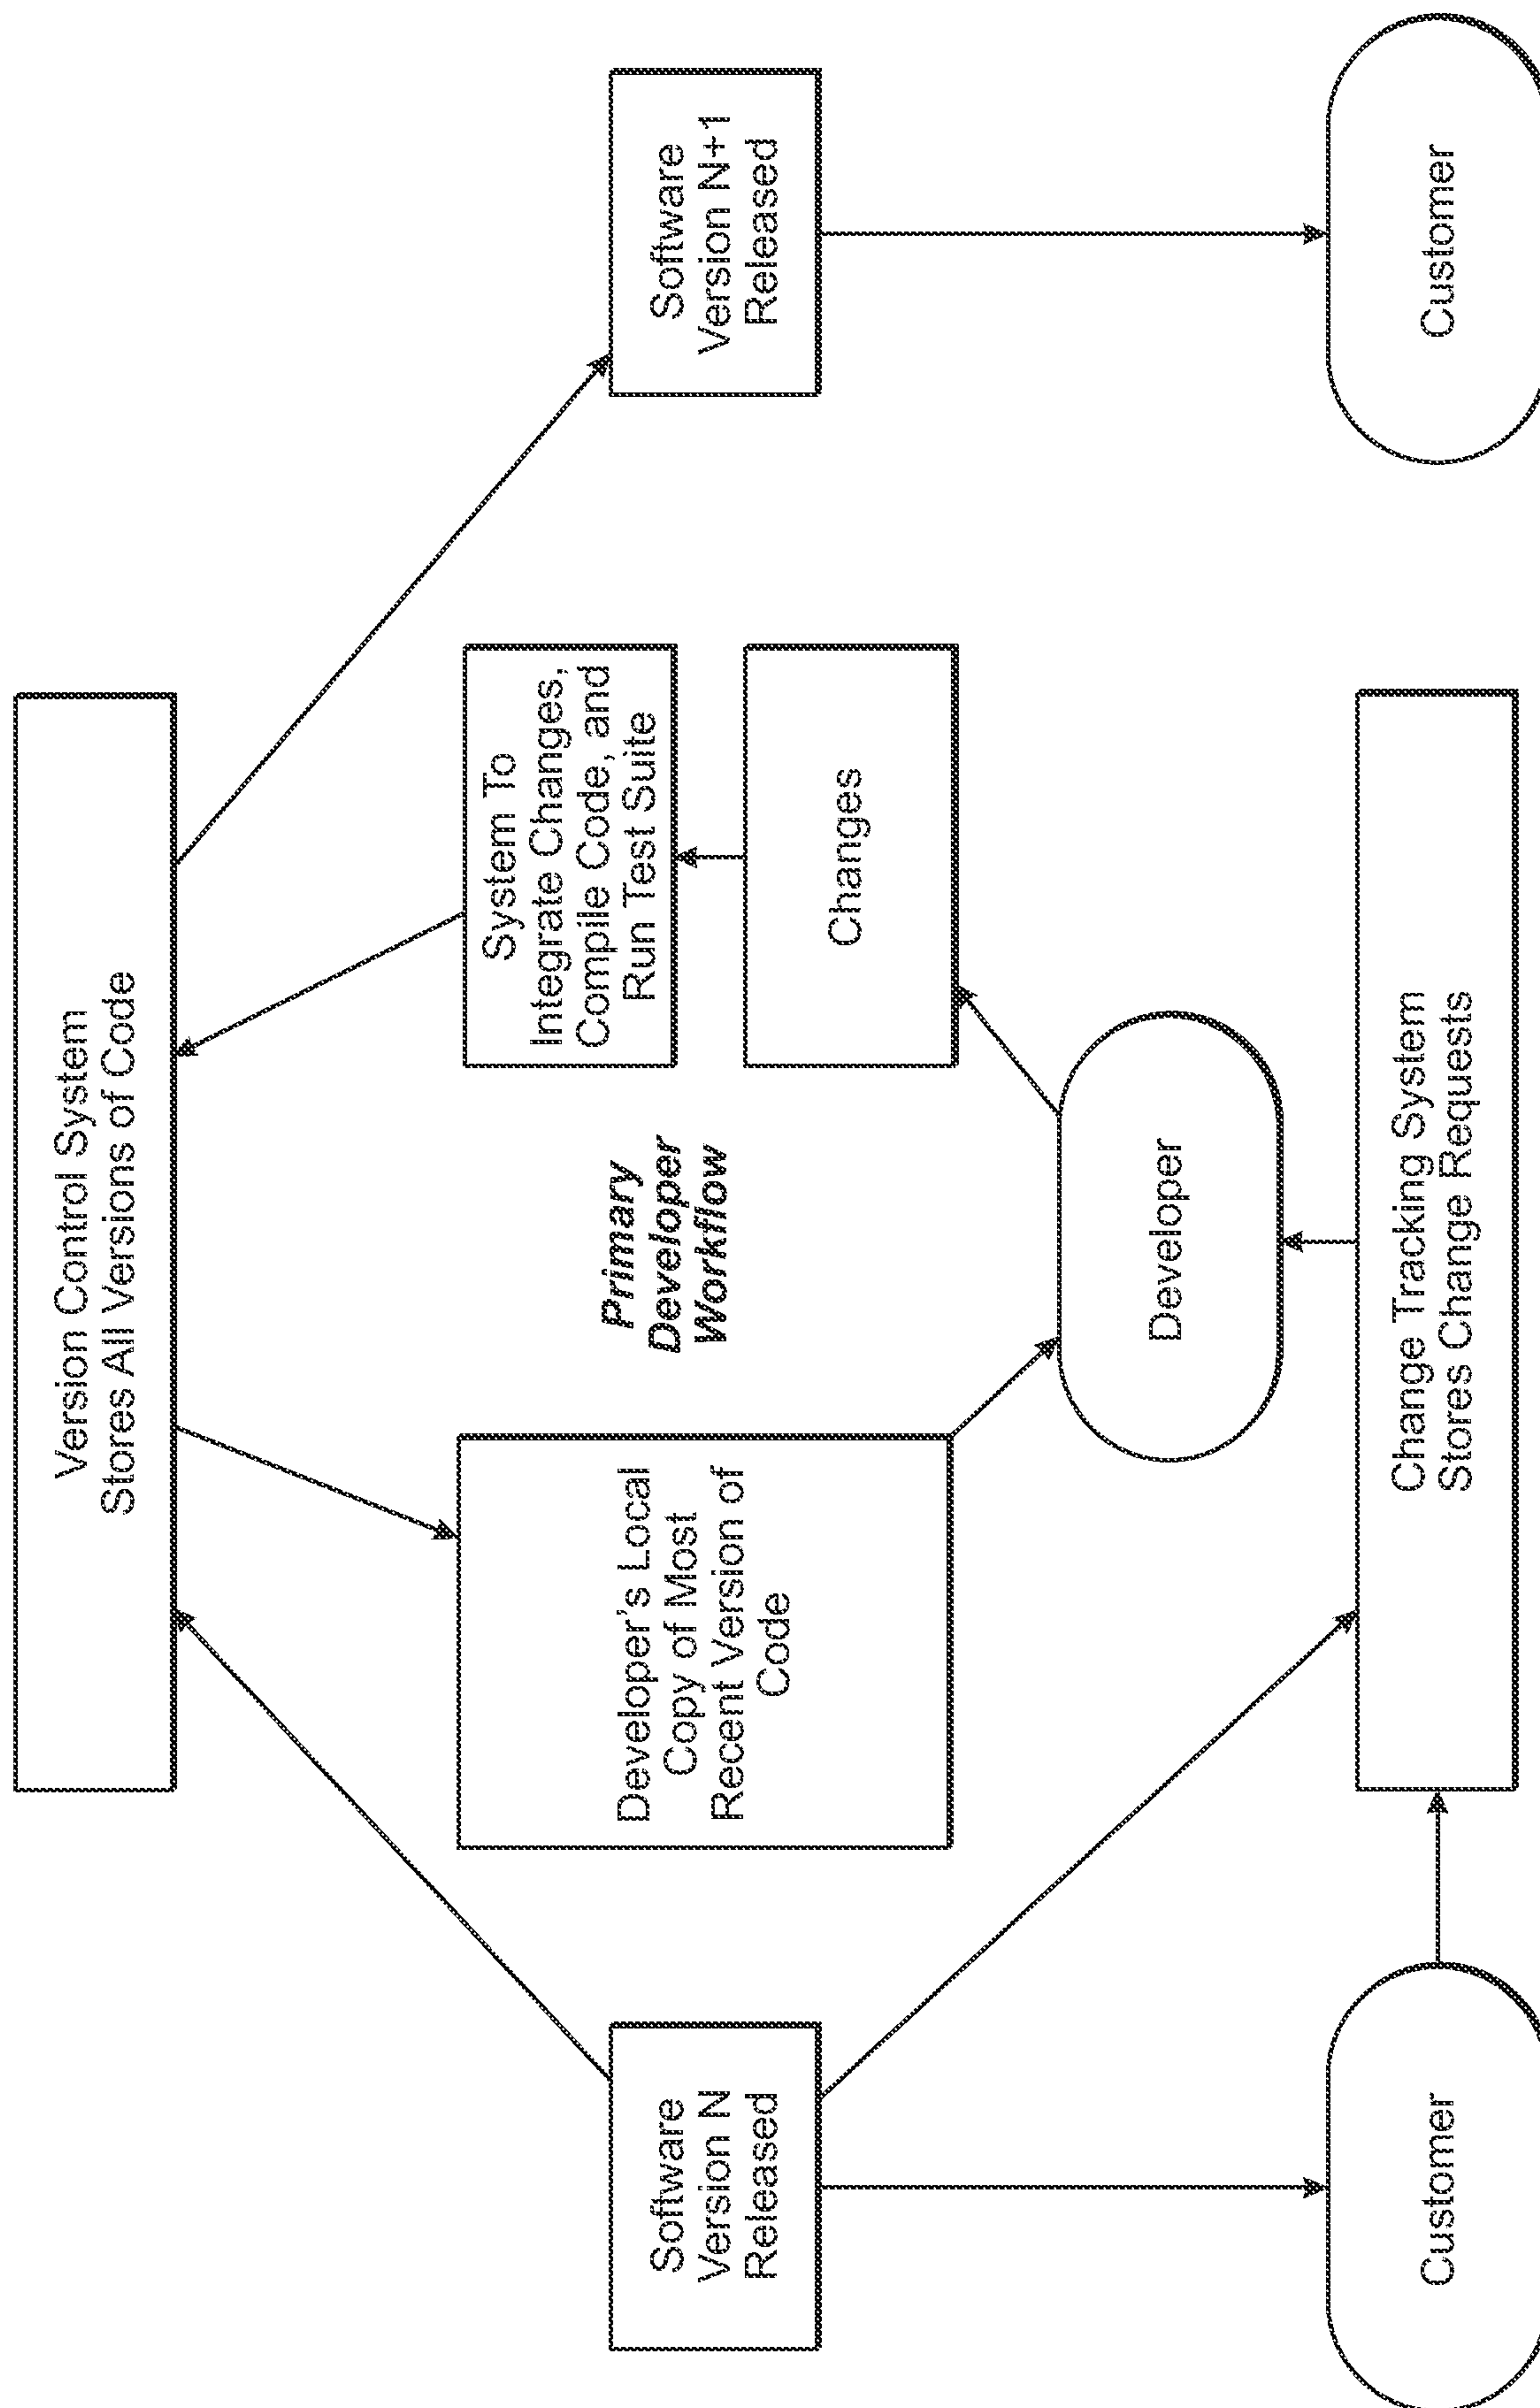 Version Control System
Stores All Versions of Code
Software
Version N
Released
Developer's Local
Copy of Most
Recent Version of
Code
Primary
Developer
Workflow
System To
Integrate Changes,
Compile Code, and
Run Test Suite
Changes
Software
Version N+1
Released
Developer
Customer
Change Tracking System
Stores Change Requests
Customer